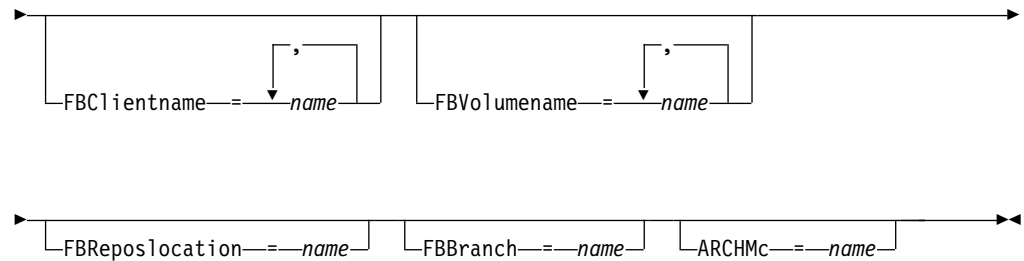 , ,
FBClientname = name FBVolumename = name
FBReposlocation = name FBBranch = name ARCHMc = name